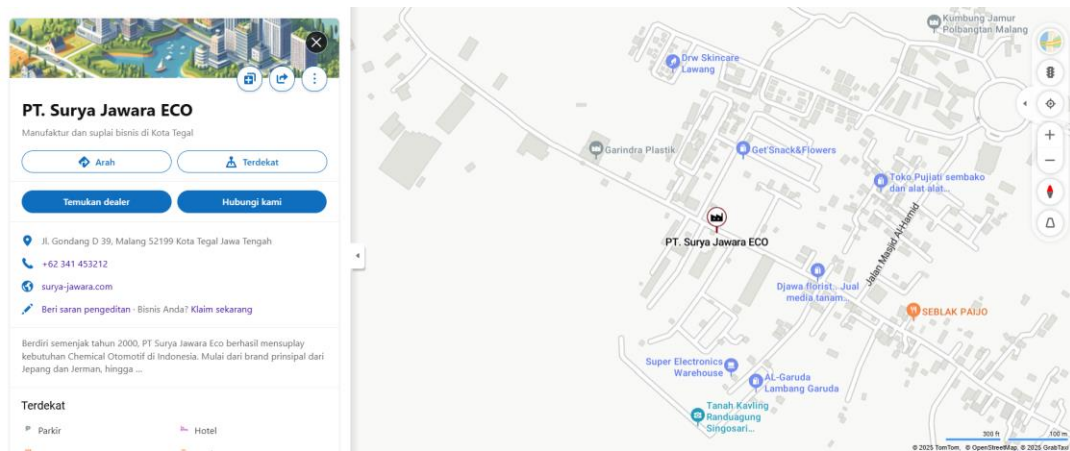 PT. Surya Jawara ECO
Manufaktur dan suplai bisnis di Kota Tegal
Arah
Terdekat
Temukan dealer
Hubungi kami
Jl. Gondang D 39, Malang 52199 Kota Tegal Jawa Tengah
+62 341 453212
surya-jawara.com
Beri saran pengeditan · Bisnis Anda? Klaim sekarang
Berdiri semenjak tahun 2000, PT Surya Jawara Eco berhasil mensuplay
kebutuhan Chemical Otomotif di Indonesia. Mulai dari brand prinsipal dari
Jepang dan Jerman, hingga ...
Terdekat
P Parkir
Hotel
Kumbung Jamur
Polbangtan Malang
Drw Skincare
Lawang
Garindra Plastik
Get'Snack&Flowers
Toko Pujiati sembako
dan alat alat...
PT. Surya Jawara ECO
Jalan Masjid Al-Hamid
Djawa florist . Jual
media tanam...
SEBLAK PAIJO
Super Electronics
Warehouse
AL-Garuda
Lambang Garuda
Tanah Kavling
Randuagung
Singosari...
300 ft
100 m
© 2025 TomTom, © OpenStreetMap, © 2025 GrabTaxi